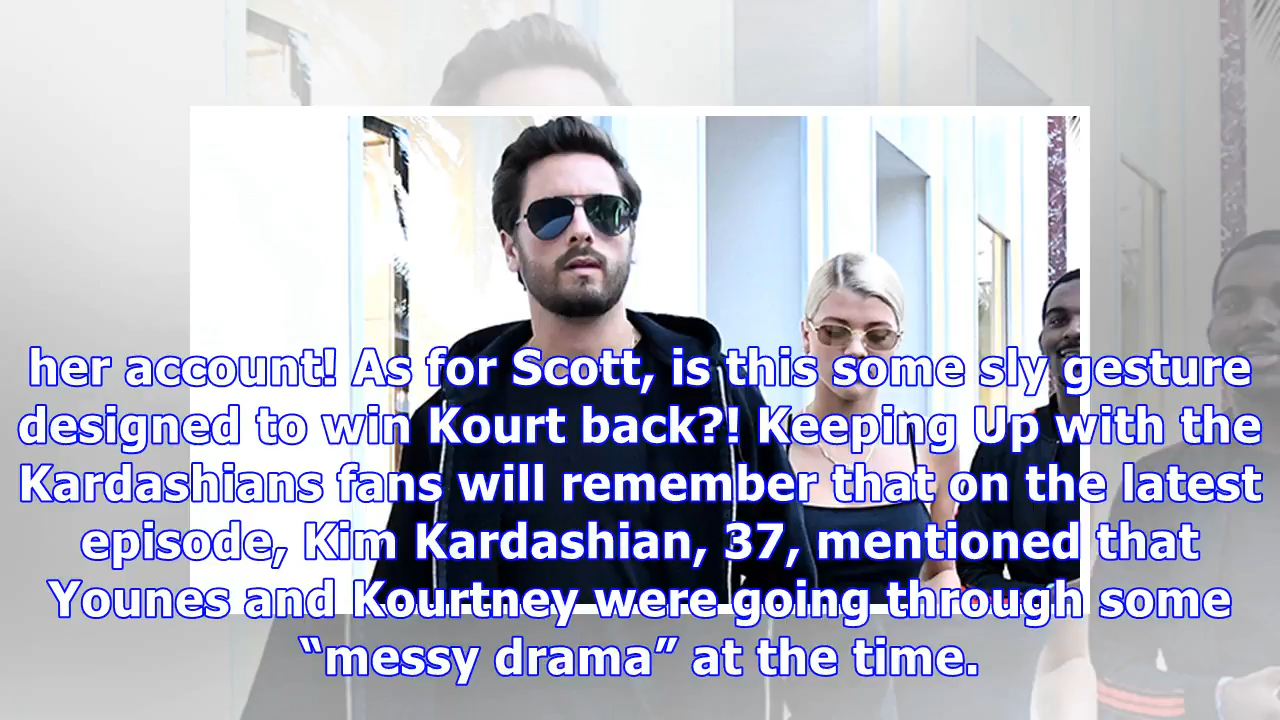 her account! As for Scott, is this some sly gesture
designed to win Kourt back?! Keeping Up with the
Kardashians fans will remember that on the latest
episode, Kim Kardashian, 37, mentioned that
Younes and Kourtney were going through some
“messy drama” at the time.